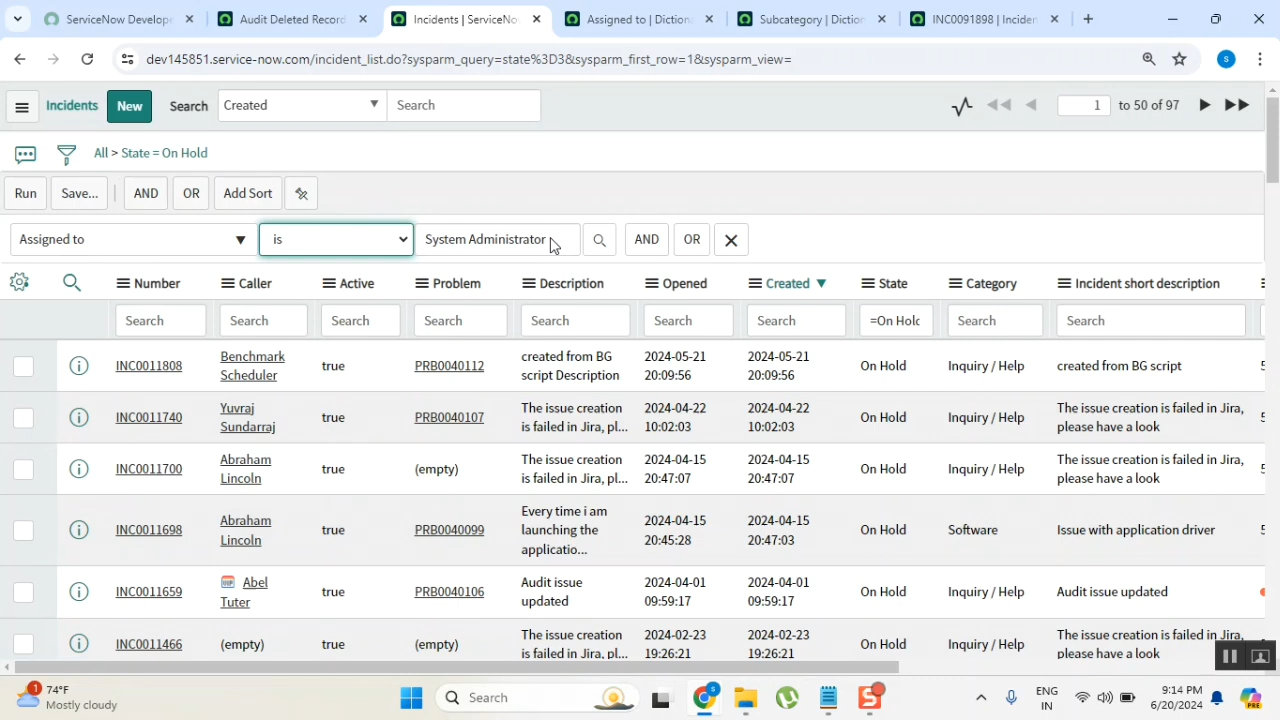 ServiceNow Develope
Audit Deleted Record
Incidents | ServiceNo
Assigned to | Diction
Subcategory | Diction
INC0091898 | Inciden
dev145851.service-now.com/incident_list.do?sysparm_query=state%3D3&sysparm_first_row=1&sysparm_view=
S
Incidents New Search Created Search 1 to 50 of 97
All > State = On Hold
Run Save... AND OR Add Sort
Assigned to is System Administrator AND OR
Number Caller Active Problem Description Opened Created State Category Incident short description
Search Search Search Search Search Search Search =On Hold Search Search
INC0011808 Benchmark Scheduler true PRB0040112 created from BG script Description 2024-05-21 20:09:56 2024-05-21 20:09:56 On Hold Inquiry / Help created from BG script
INC0011740 Yuvraj Sundarraj true PRB0040107 The issue creation is failed in Jira, pl... 2024-04-22 10:02:03 2024-04-22 10:02:03 On Hold Inquiry / Help The issue creation is failed in Jira, please have a look
INC0011700 Abraham Lincoln true (empty) The issue creation is failed in Jira, pl... 2024-04-15 20:47:07 2024-04-15 20:47:07 On Hold Inquiry / Help The issue creation is failed in Jira, please have a look
INC0011698 Abraham Lincoln true PRB0040099 Every time i am launching the applicatio... 2024-04-15 20:45:28 2024-04-15 20:47:03 On Hold Software Issue with application driver
INC0011659 Abel Tuter true PRB0040106 Audit issue updated 2024-04-01 09:59:17 2024-04-01 09:59:17 On Hold Inquiry / Help Audit issue updated
INC0011466 (empty) true (empty) The issue creation is failed in Jira, pl... 2024-02-23 19:26:21 2024-02-23 19:26:21 On Hold Inquiry / Help The issue creation is failed in Jira, please have a look
1
74°F
Mostly cloudy
Search
ENG
IN
9:14 PM
6/20/2024